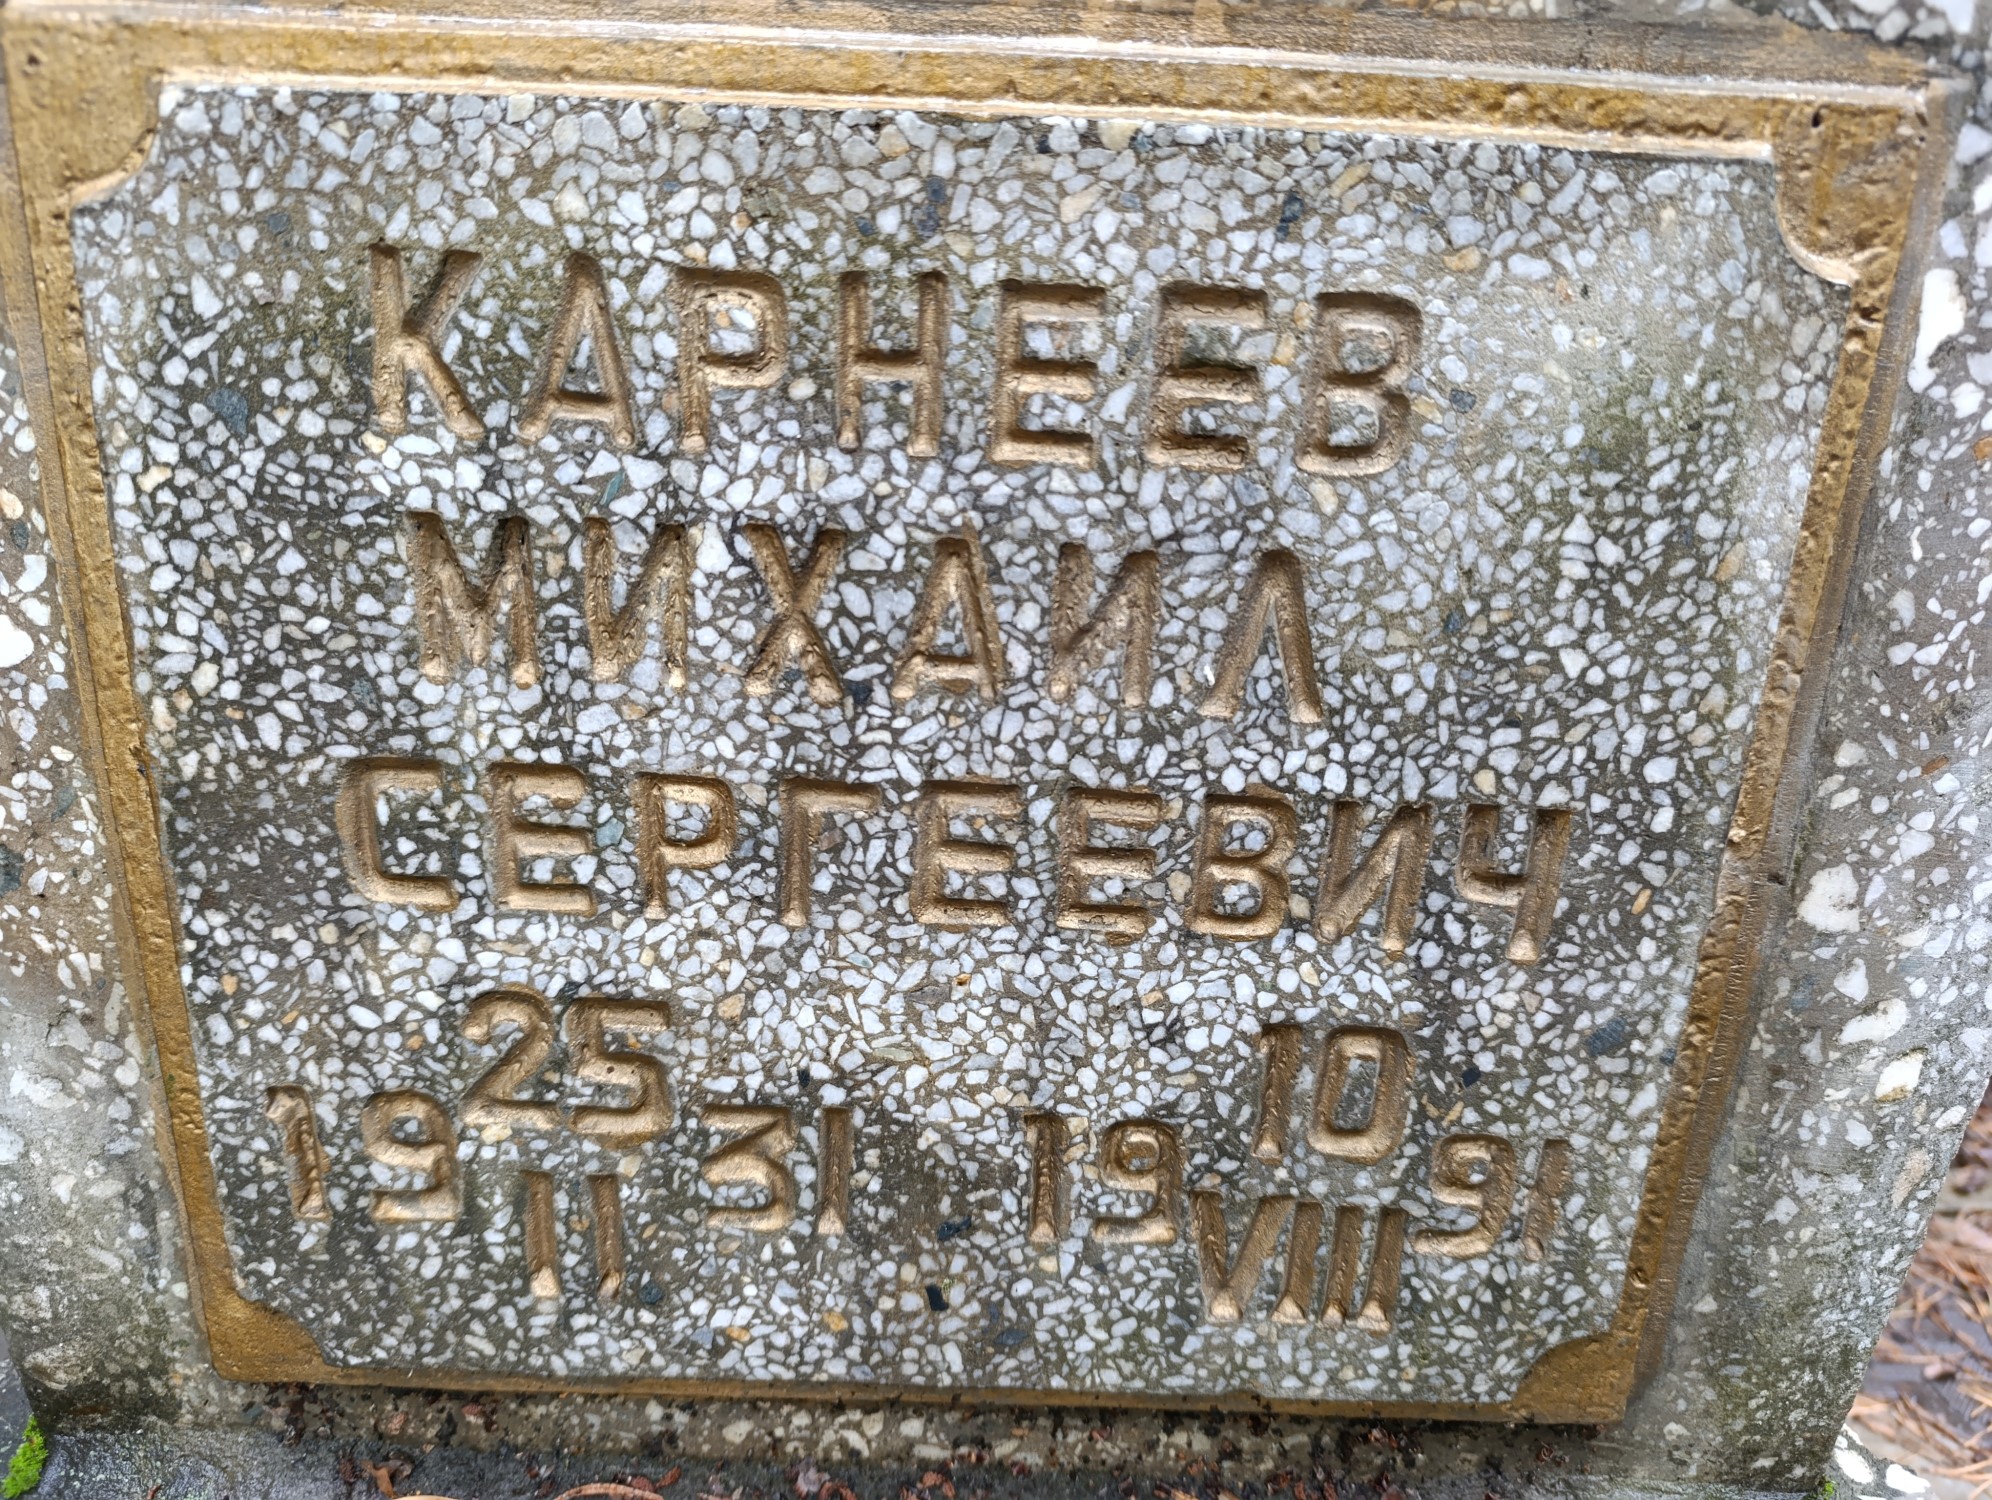 КАРНЕЕВ
МИХАИЛ
СЕРГЕЕВИЧ
25 10
19 31 19 91
II VIII